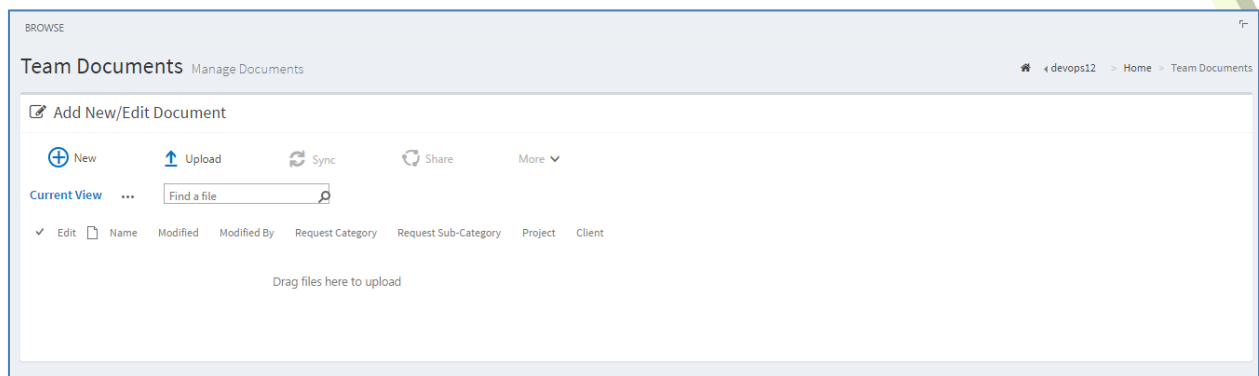 BROWSE
Team Documents Manage Documents devops12 > Home > Team Documents
Add New/Edit Document
New Upload Sync Share More
Current View ... Find a file
Edit Name Modified Modified By Request Category Request Sub-Category Project Client
Drag files here to upload